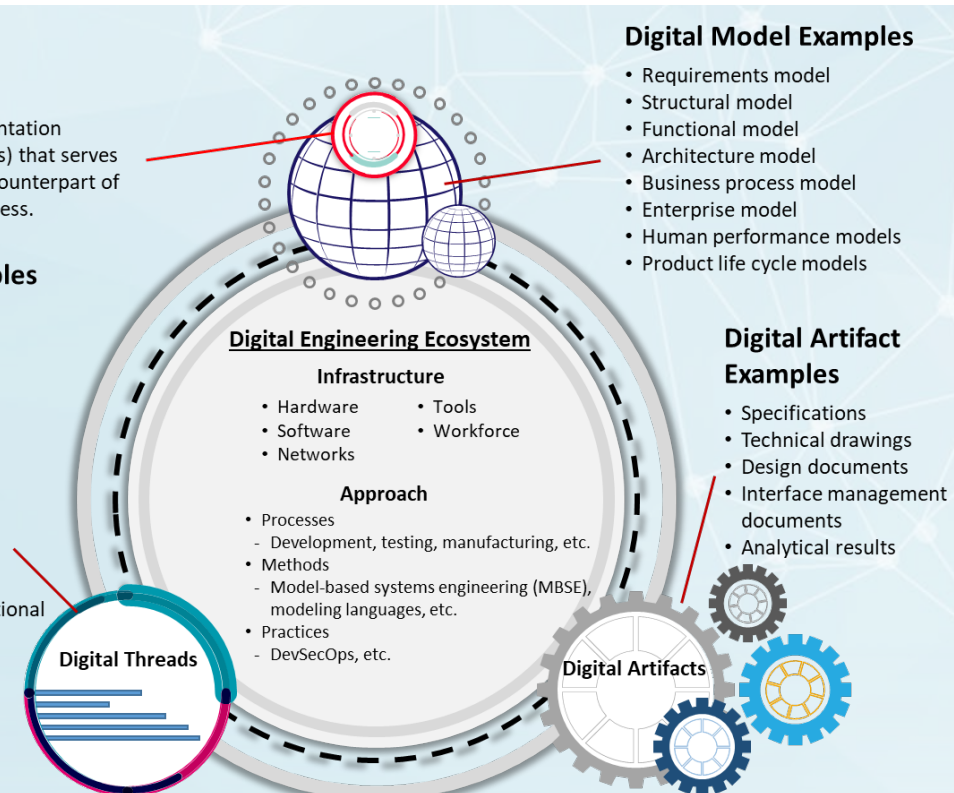 Digital Model Examples
• Requirements model
• Structural model
• Functional model
• Architecture model
• Business process model
• Enterprise model
• Human performance models
• Product life cycle models
ntation
s) that serves
ounterpart of
ess.
les
Digital Engineering Ecosystem
Infrastructure
• Hardware
• Software
• Networks
• Tools
• Workforce
Approach
• Processes
- Development, testing, manufacturing, etc.
• Methods
- Model-based systems engineering (MBSE),
modeling languages, etc.
• Practices
- DevSecOps, etc.
Digital Artifact
Examples
• Specifications
• Technical drawings
• Design documents
• Interface management
documents
• Analytical results
tional
Digital Threads
Digital Artifacts